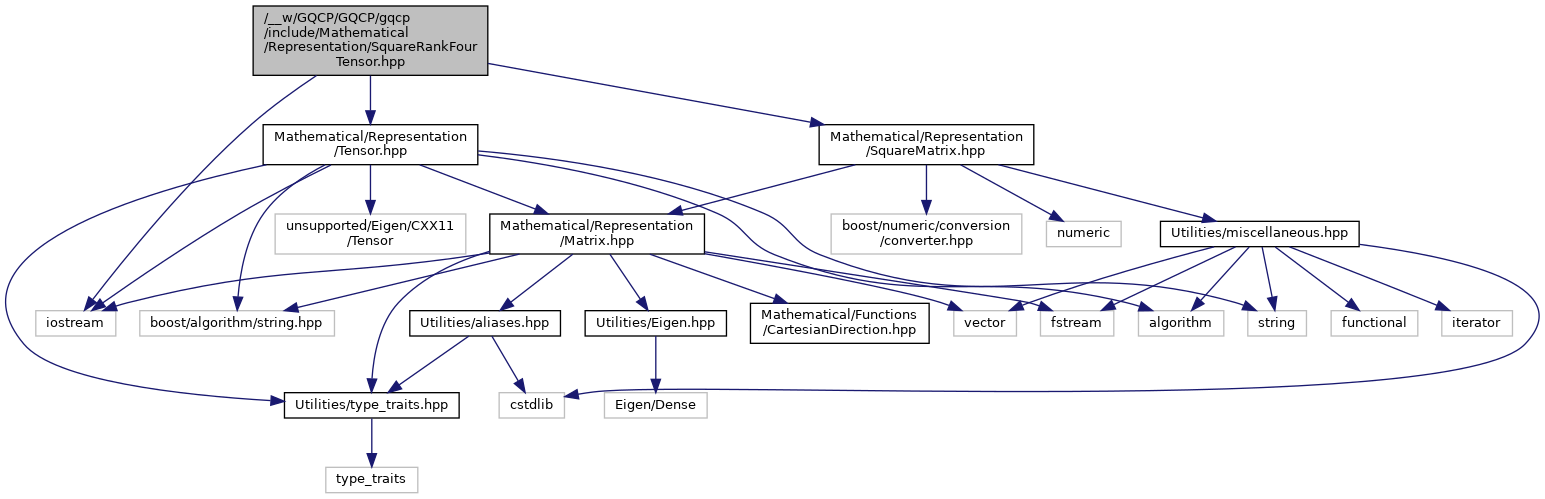 /__w/GQCP/GQCP/gqcp
/include/Mathematical
/Representation/SquareRankFour
Tensor.hpp
Mathematical/Representation
/Tensor.hpp
Mathematical/Representation
/SquareMatrix.hpp
unsupported/Eigen/CXX11
/Tensor
Mathematical/Representation
/Matrix.hpp
boost/numeric/conversion
/converter.hpp
numeric
Utilities/miscellaneous.hpp
iostream
boost/algorithm/string.hpp
Utilities/aliases.hpp
Utilities/Eigen.hpp
Mathematical/Functions
/CartesianDirection.hpp
vector
fstream
algorithm
string
functional
iterator
Utilities/type_traits.hpp
cstdlib
Eigen/Dense
type_traits